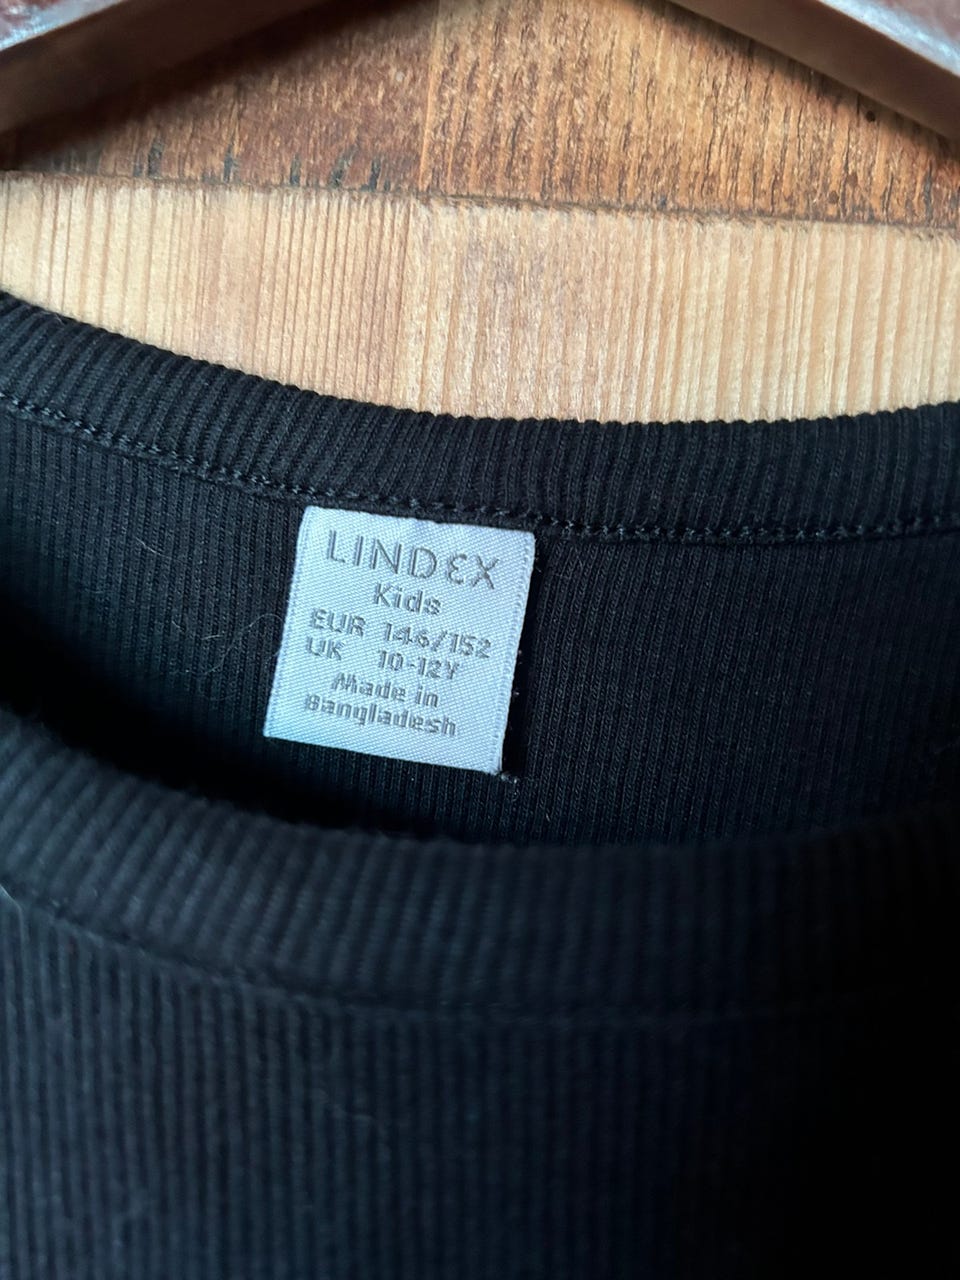 LINDEX
Kids
EUR 146/152
UK 10-12Y
Made in
Bangladesh